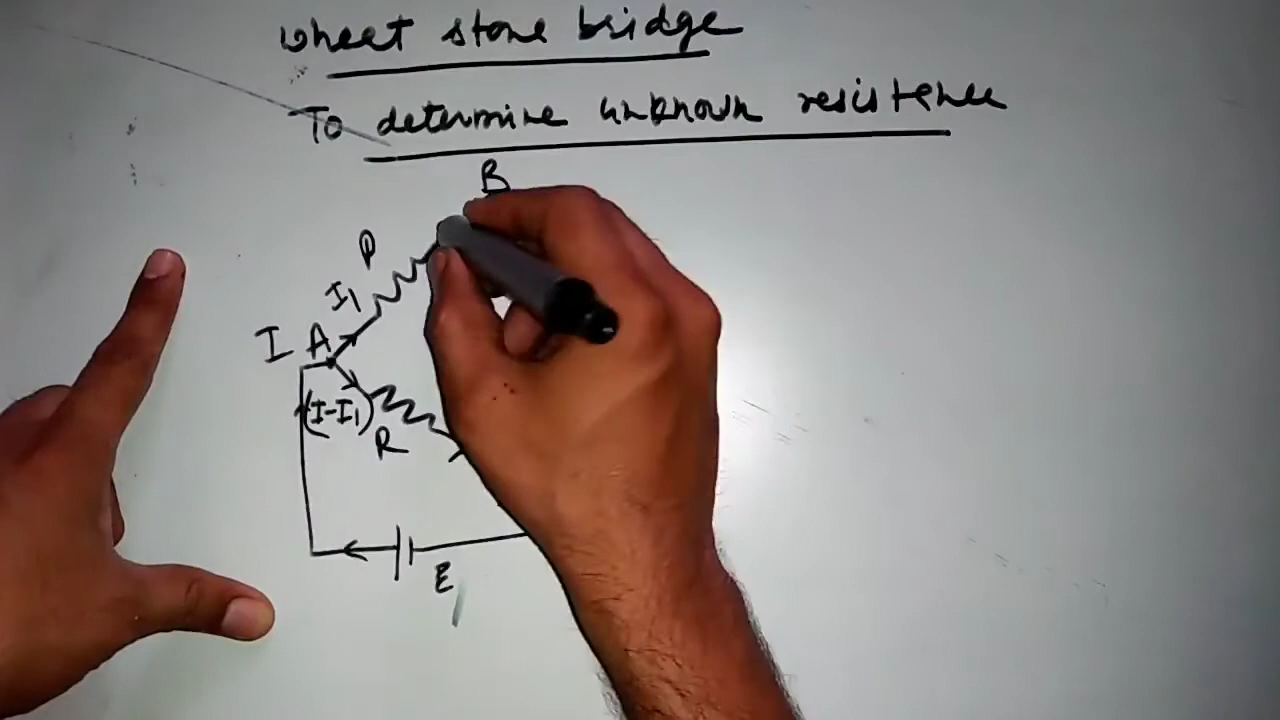 wheet stone bridge
To determine unknown resistence
B
P
I1
I A
(I-I1)
R
E